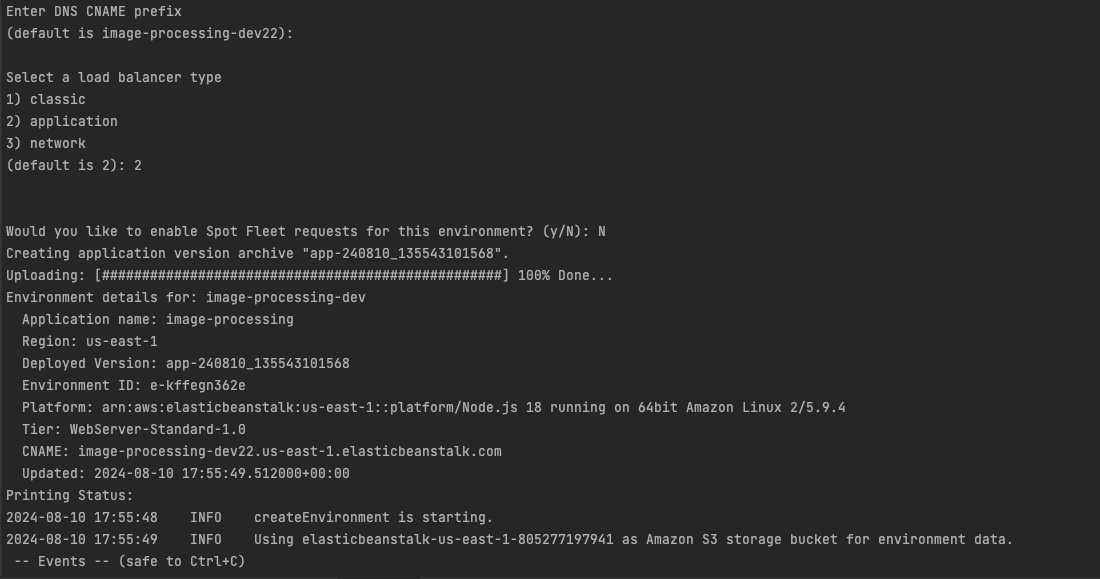 Enter DNS CNAME prefix
(default is image-processing-dev22):
Select a load balancer type
1) classic
2) application
3) network
(default is 2): 2
Would you like to enable Spot Fleet requests for this environment? (y/N): N
Creating application version archive "app-240810_135543101568".
Uploading: [##################################################] 100% Done...
Environment details for: image-processing-dev
  Application name: image-processing
  Region: us-east-1
  Deployed Version: app-240810_135543101568
  Environment ID: e-kffegn362e
  Platform: arn:aws:elasticbeanstalk:us-east-1::platform/Node.js 18 running on 64bit Amazon Linux 2/5.9.4
  Tier: WebServer-Standard-1.0
  CNAME: image-processing-dev22.us-east-1.elasticbeanstalk.com
  Updated: 2024-08-10 17:55:49.512000+00:00
Printing Status:
2024-08-10 17:55:48    INFO    createEnvironment is starting.
2024-08-10 17:55:49    INFO    Using elasticbeanstalk-us-east-1-805277197941 as Amazon S3 storage bucket for environment data.
 -- Events -- (safe to Ctrl+C)